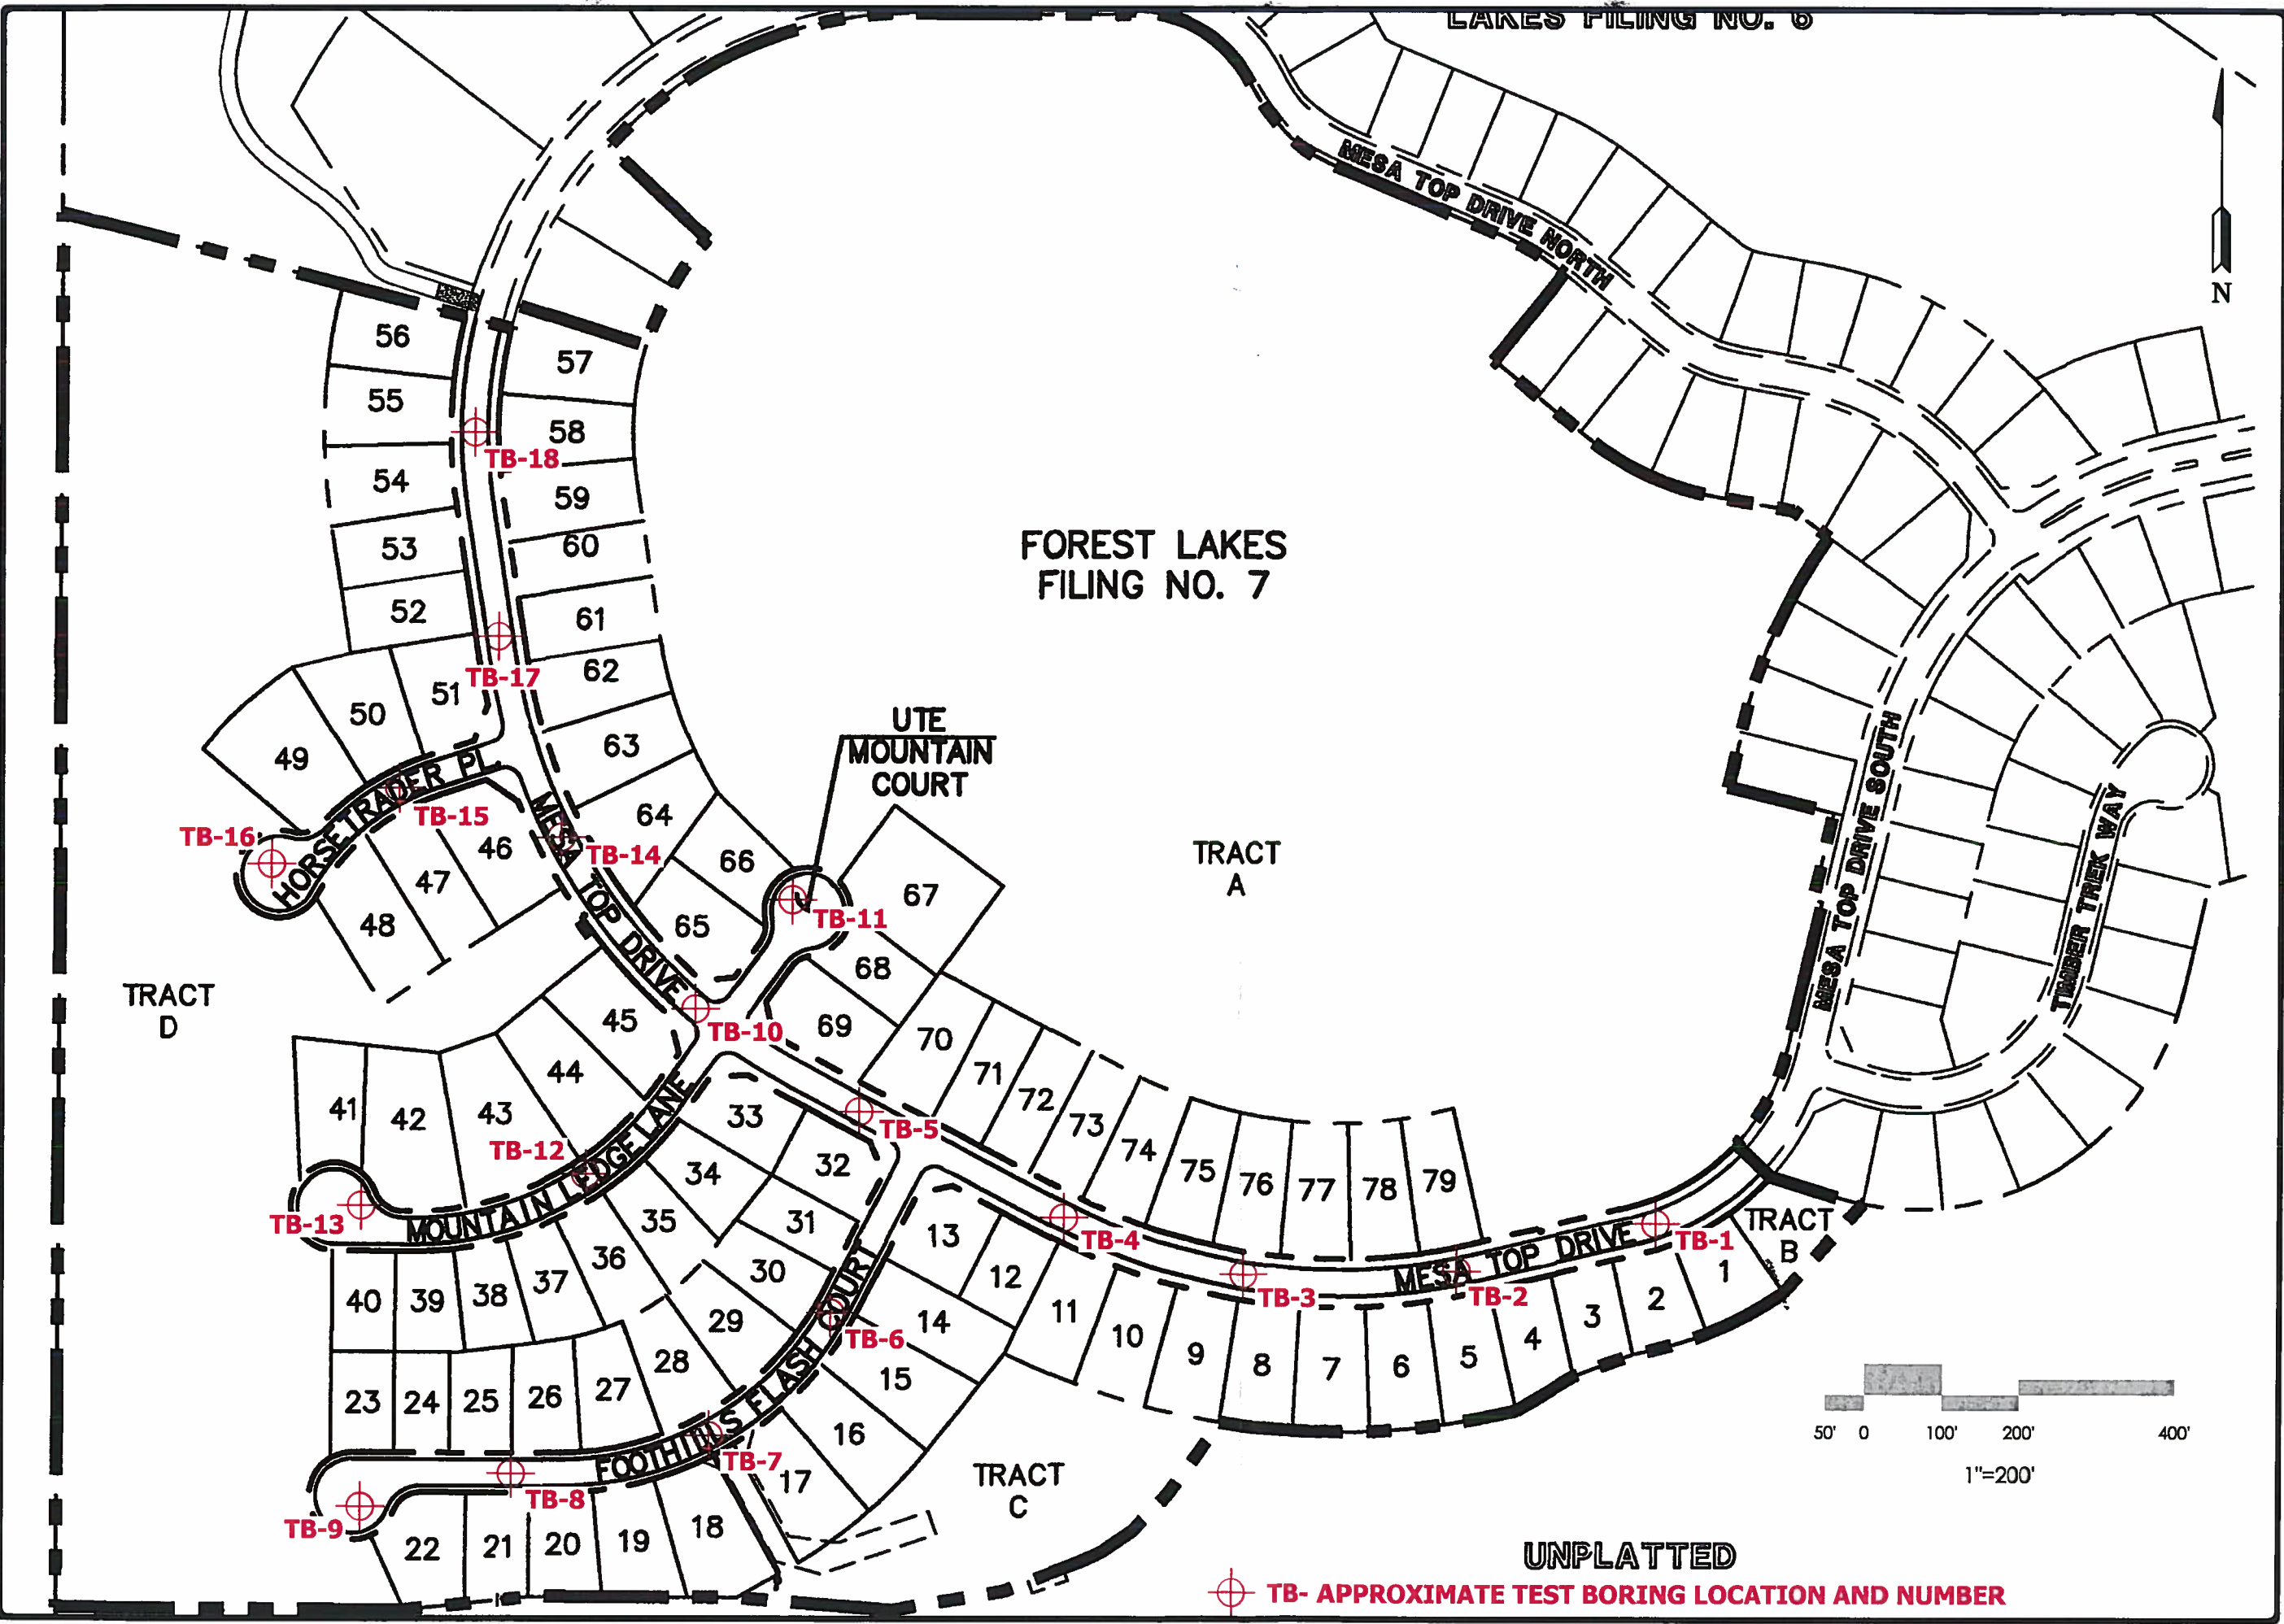 LAKES FILING NO. 6
MESA TOP DRIVE NORTH
N
56
57
55
58
TB-18
54
59
53
60
FOREST LAKES
FILING NO. 7
52
61
TB-17
62
51
50
49
63
UTE
MOUNTAIN
COURT
HORSETRADER PL
TB-15
TB-16
46
47
48
MESA TOP DRIVE
TB-14
64
66
65
67
TB-11
68
TRACT
A
MESA TOP DRIVE SOUTH
TIMBER TREK WAY
TRACT
D
TB-10
69
70
71
72
73
74
75
76
77
78
79
45
44
43
42
41
TB-12
MOUNTAIN LEDGE LANE
TB-13
33
TB-5
32
34
31
35
30
36
29
37
38
39
40
28
13
TB-4
12
14
TB-3
MESA TOP DRIVE
TB-2
TB-1
TRACT
B
1
2
3
4
5
6
7
8
9
10
11
FOOTHILLS FLASH COURT
TB-6
15
16
17
TB-7
23
24
25
26
27
TB-8
TB-9
22
21
20
19
18
TRACT
C
50' 0 100' 200' 400'
1"=200'
UNPLATTED
TB- APPROXIMATE TEST BORING LOCATION AND NUMBER